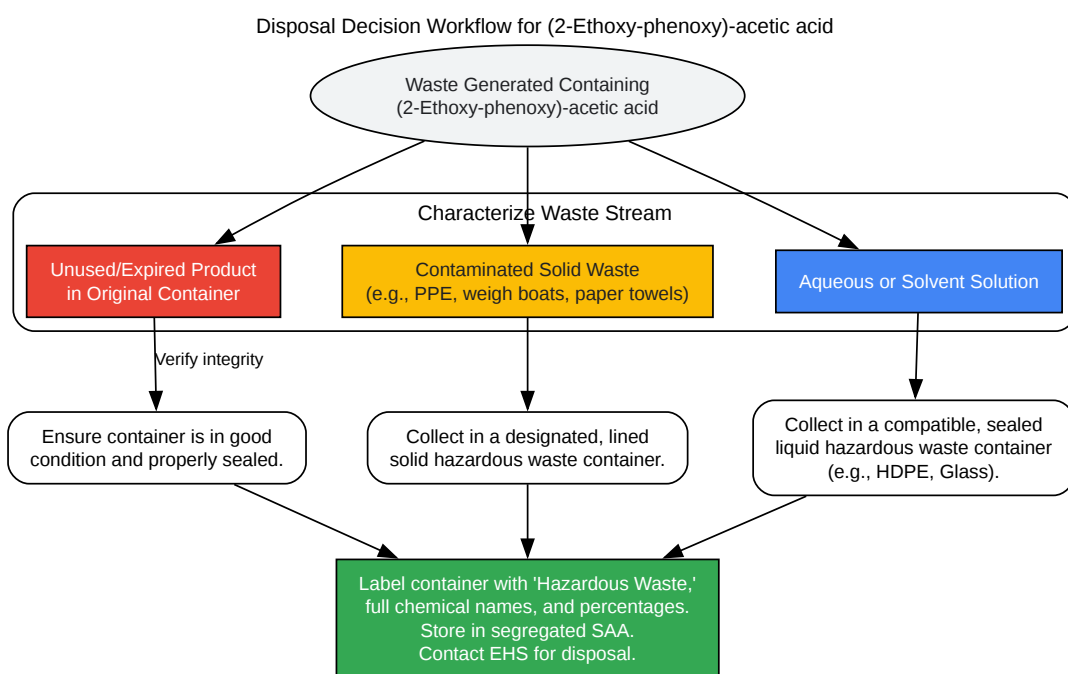 Disposal Decision Workflow for (2-Ethoxy-phenoxy)-acetic acid
Waste Generated Containing
(2-Ethoxy-phenoxy)-acetic acid
Characterize Waste Stream
Unused/Expired Product
in Original Container
Contaminated Solid Waste
(e.g., PPE, weigh boats, paper towels)
Aqueous or Solvent Solution
Verify integrity
Ensure container is in good
condition and properly sealed.
Collect in a designated, lined
solid hazardous waste container.
Collect in a compatible, sealed
liquid hazardous waste container
(e.g., HDPE, Glass).
Label container with 'Hazardous Waste,'
full chemical names, and percentages.
Store in segregated SAA.
Contact EHS for disposal.